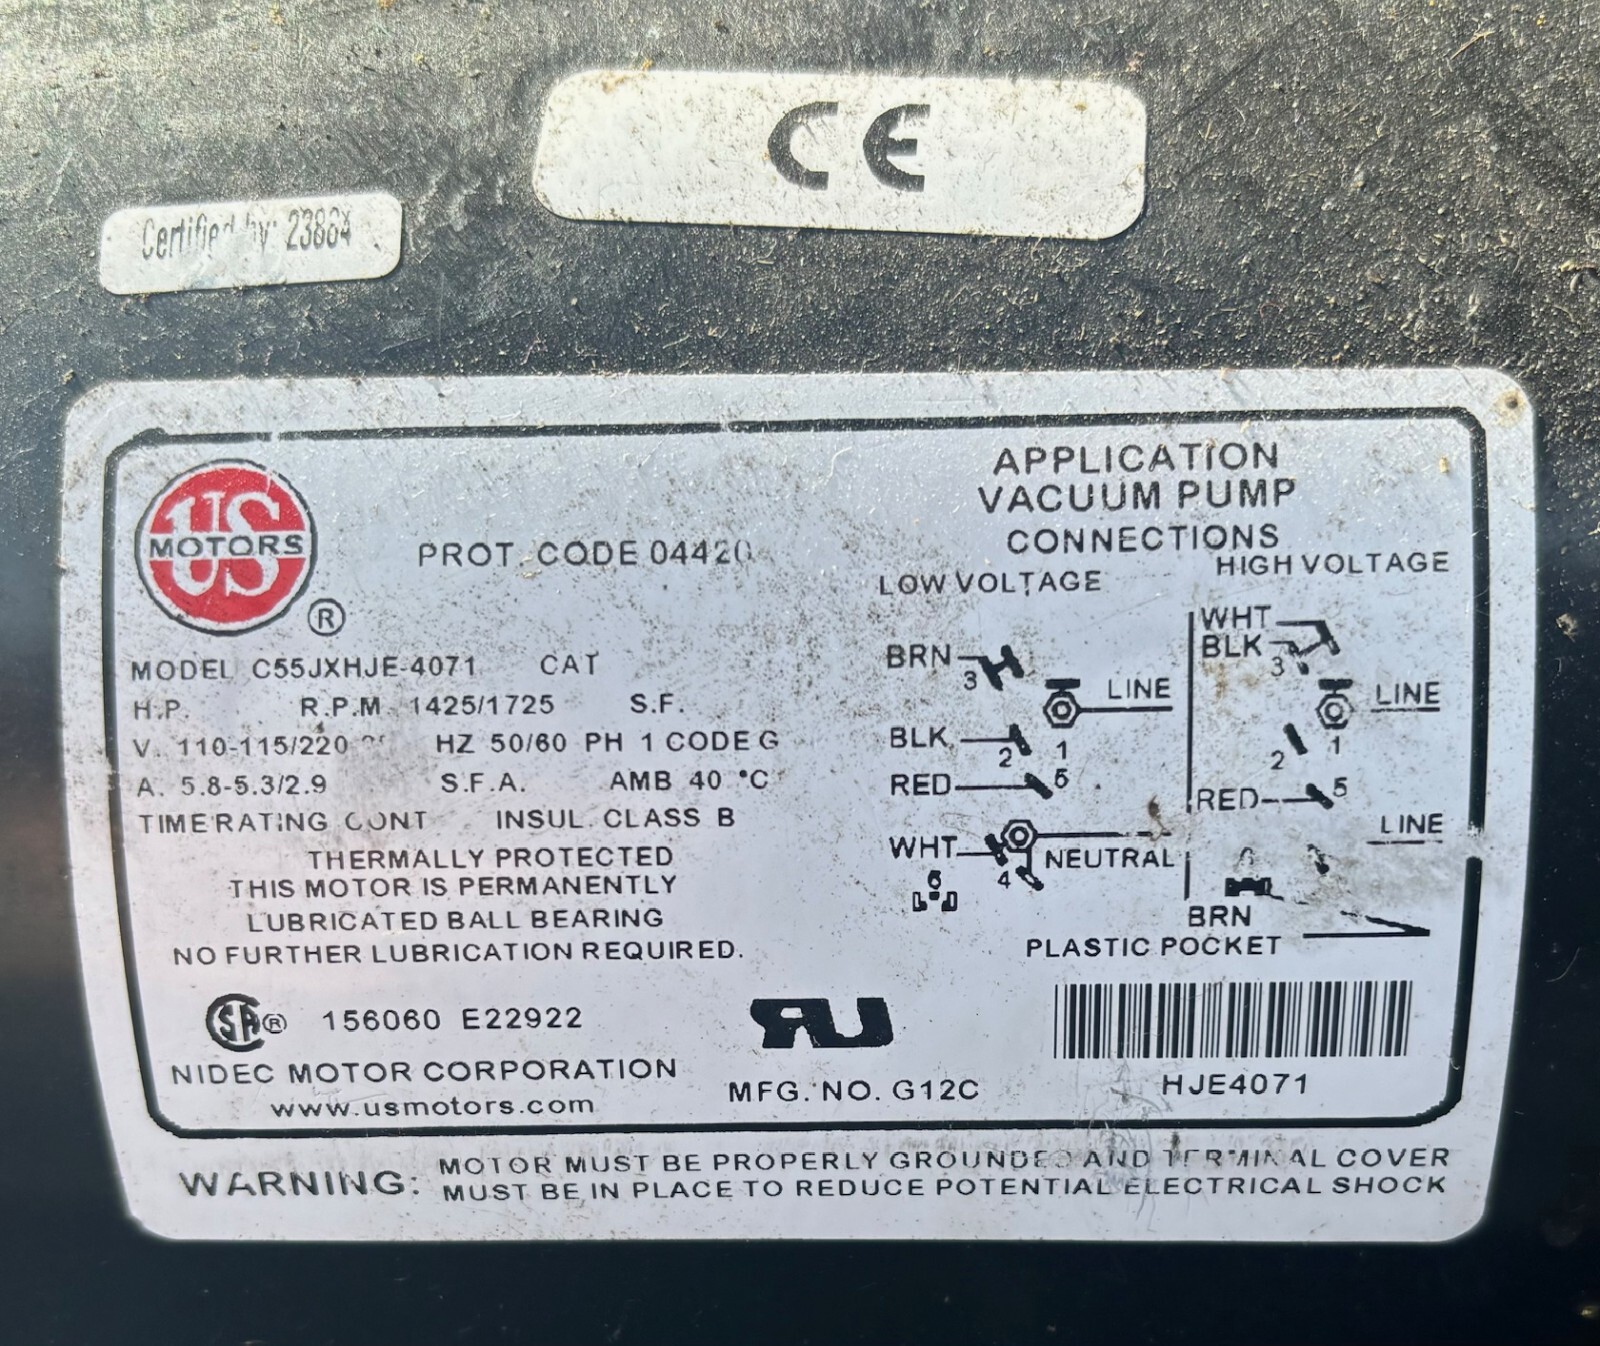 CE
Certified by: 23884
US
MOTORS
®
PROT. CODE 04420
MODEL C55JXHJE-4071 CAT
H.P. R.P.M. 1425/1725 S.F.
V. 110-115/220 HZ 50/60 PH 1 CODE G
A. 5.8-5.3/2.9 S.F.A. AMB 40 °C
TIME RATING CONT INSUL. CLASS B
THERMALLY PROTECTED
THIS MOTOR IS PERMANENTLY
LUBRICATED BALL BEARING
NO FURTHER LUBRICATION REQUIRED.
APPLICATION
VACUUM PUMP
CONNECTIONS
LOW VOLTAGE
BRN 3
LINE
BLK 2 1
RED 5
WHT 4 NEUTRAL
6
HIGH VOLTAGE
WHT
BLK 3
LINE
2 1
RED 5
LINE
BRN
PLASTIC POCKET
SA ® 156060 E22922
NIDEC MOTOR CORPORATION
www.usmotors.com
RU
MFG. NO. G12C
HJE4071
WARNING: MOTOR MUST BE PROPERLY GROUNDED AND TERMINAL COVER
MUST BE IN PLACE TO REDUCE POTENTIAL ELECTRICAL SHOCK